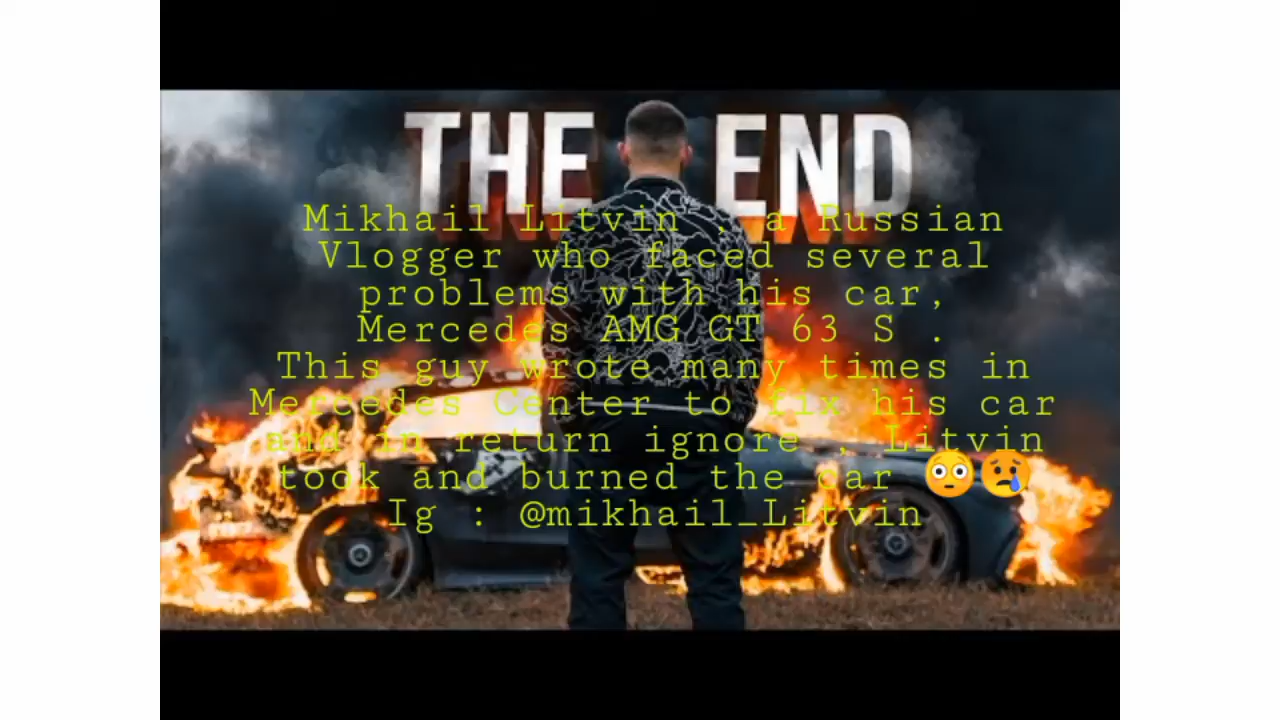 THE END
Mikhail Litvin , a Russian
Vlogger who faced several
problems with his car,
Mercedes AMG GT 63 S .
This guy wrote many times in
Mercedes Center to fix his car
and in return ignore , Litvin
took and burned the car 😳😢
Ig : @mikhail_Litvin